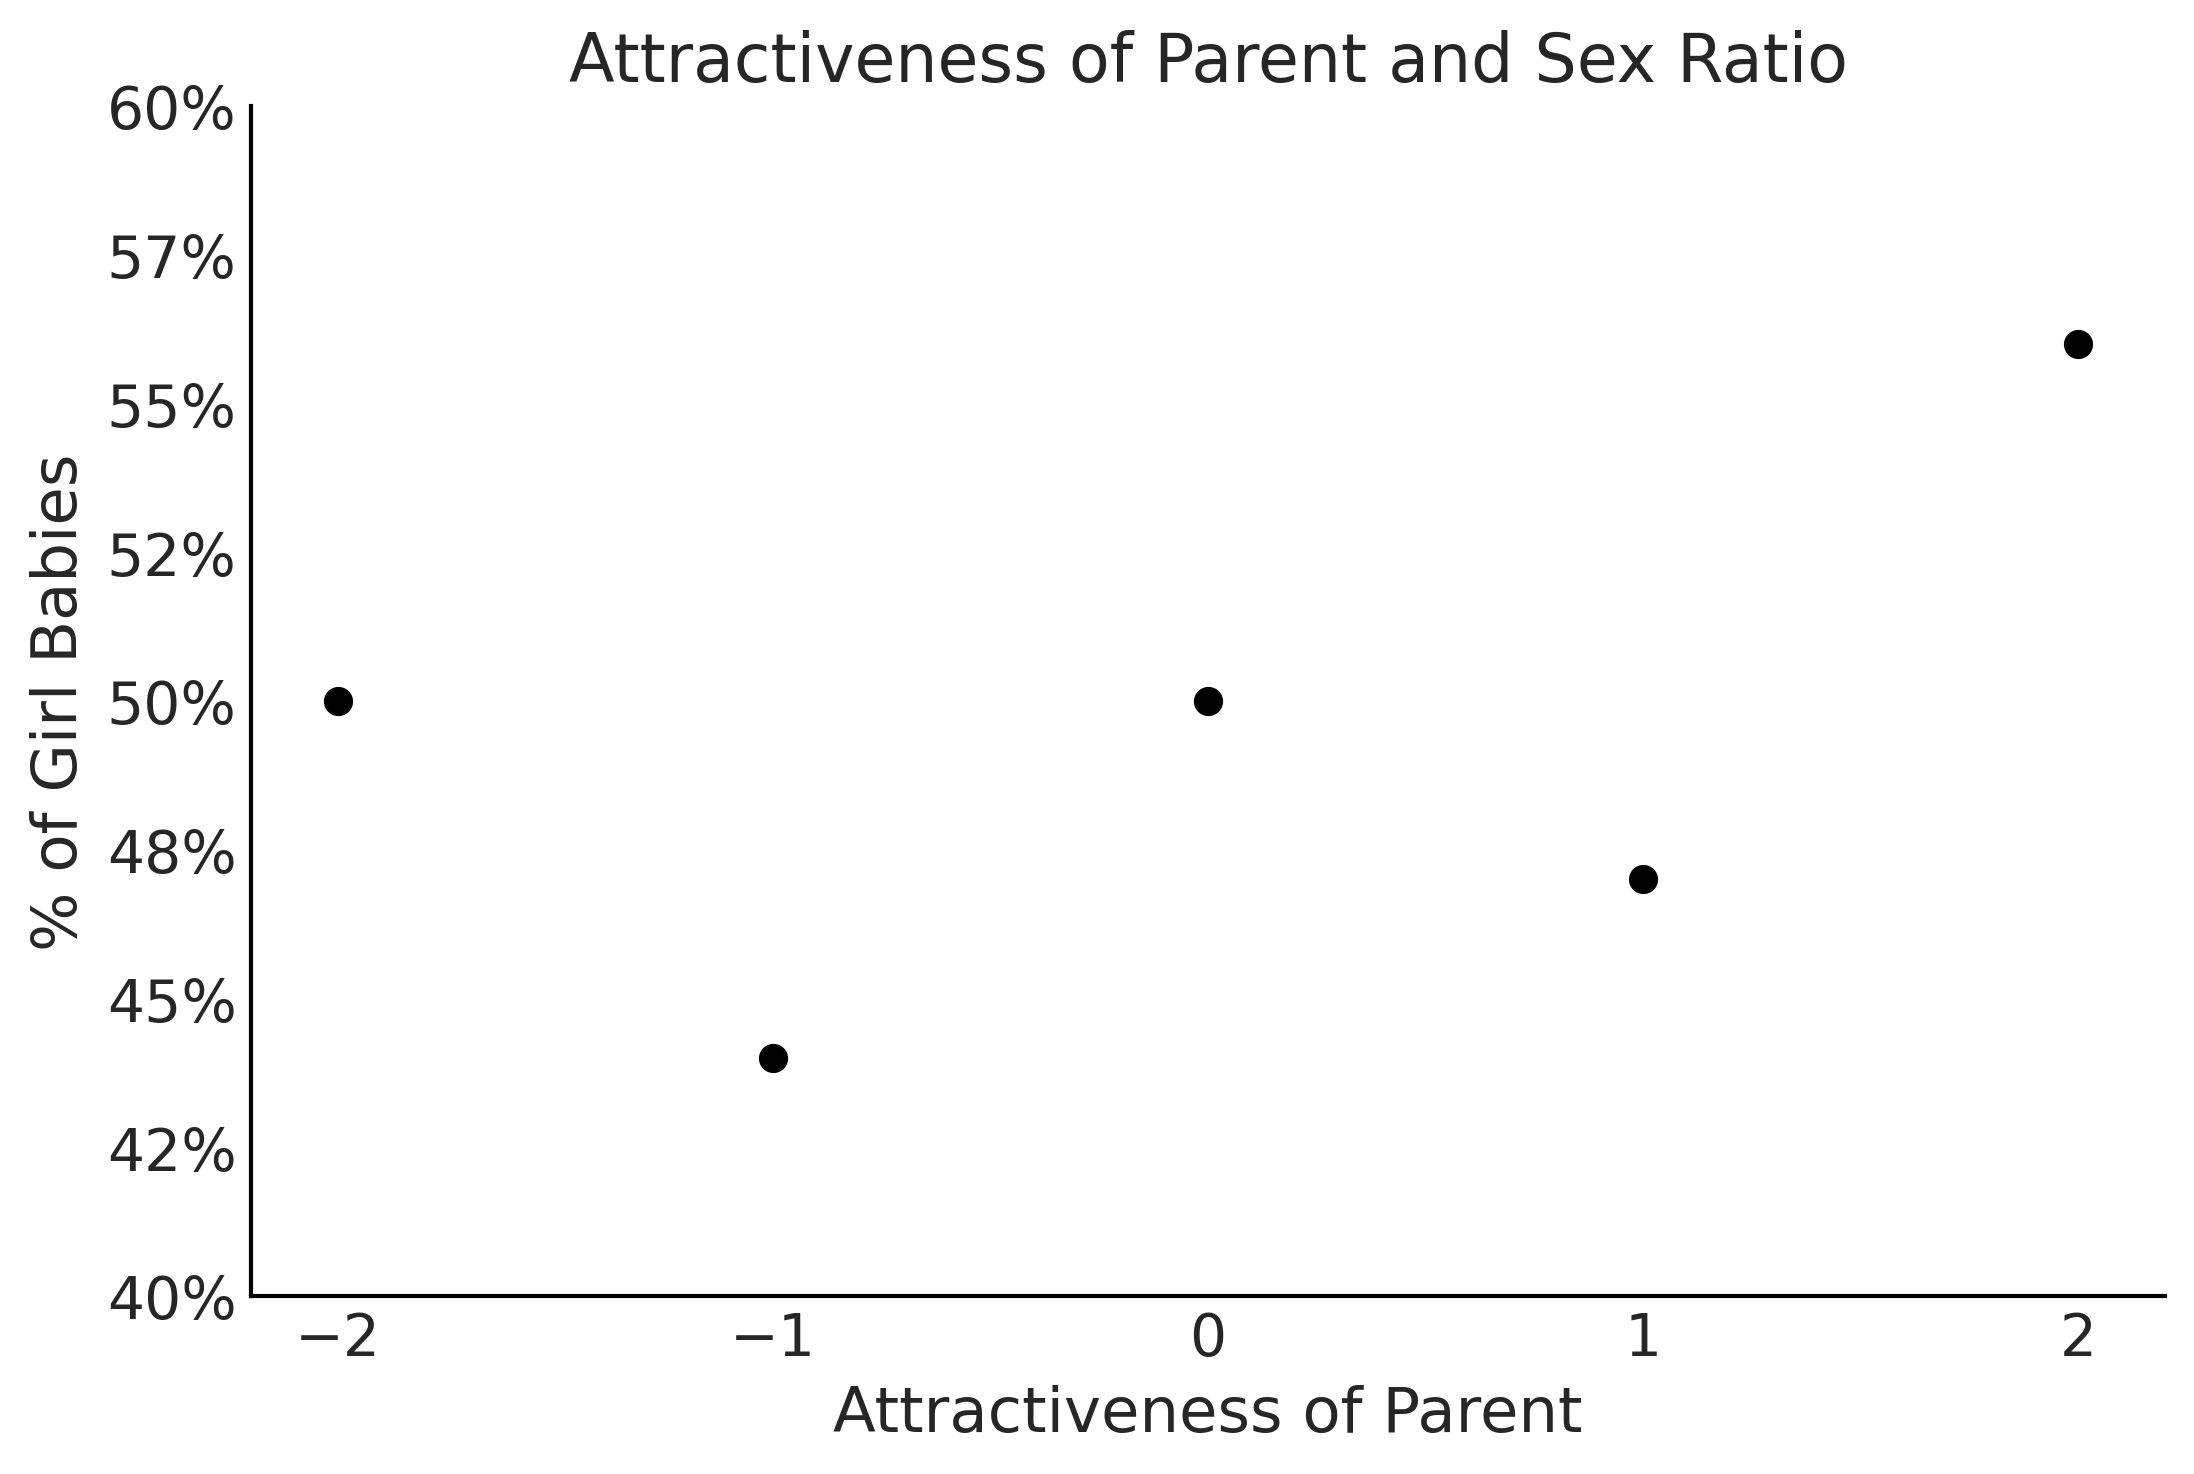 Attractiveness of Parent and Sex Ratio
60%
57%
55%
52%
50%
48%
45%
42%
40%
% of Girl Babies
−2 −1 0 1 2
Attractiveness of Parent